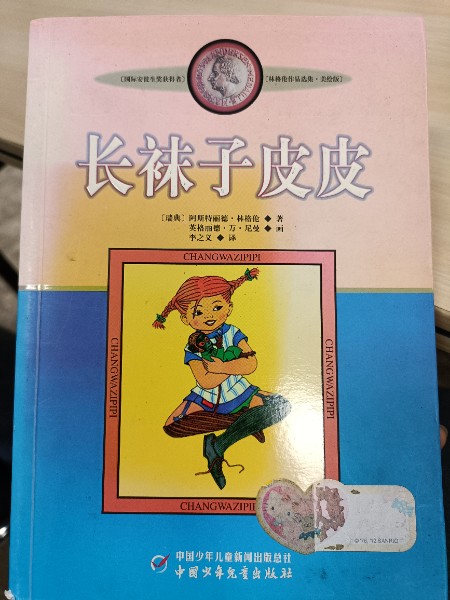 〔国际安徒生奖获得者〕 〔林格伦作品选集·美绘版〕
长袜子皮皮
〔瑞典〕阿斯特丽德·林格伦 ◆ 著
英格丽德·万·尼曼 ◆ 画
李之义 ◆ 译
CHANGWAZIPIPI
CHANGWAZIPIPI
CHANGWAZIPIPI
CHANGWAZIPIPI
中国少年儿童新闻出版总社
中国少年儿童出版社